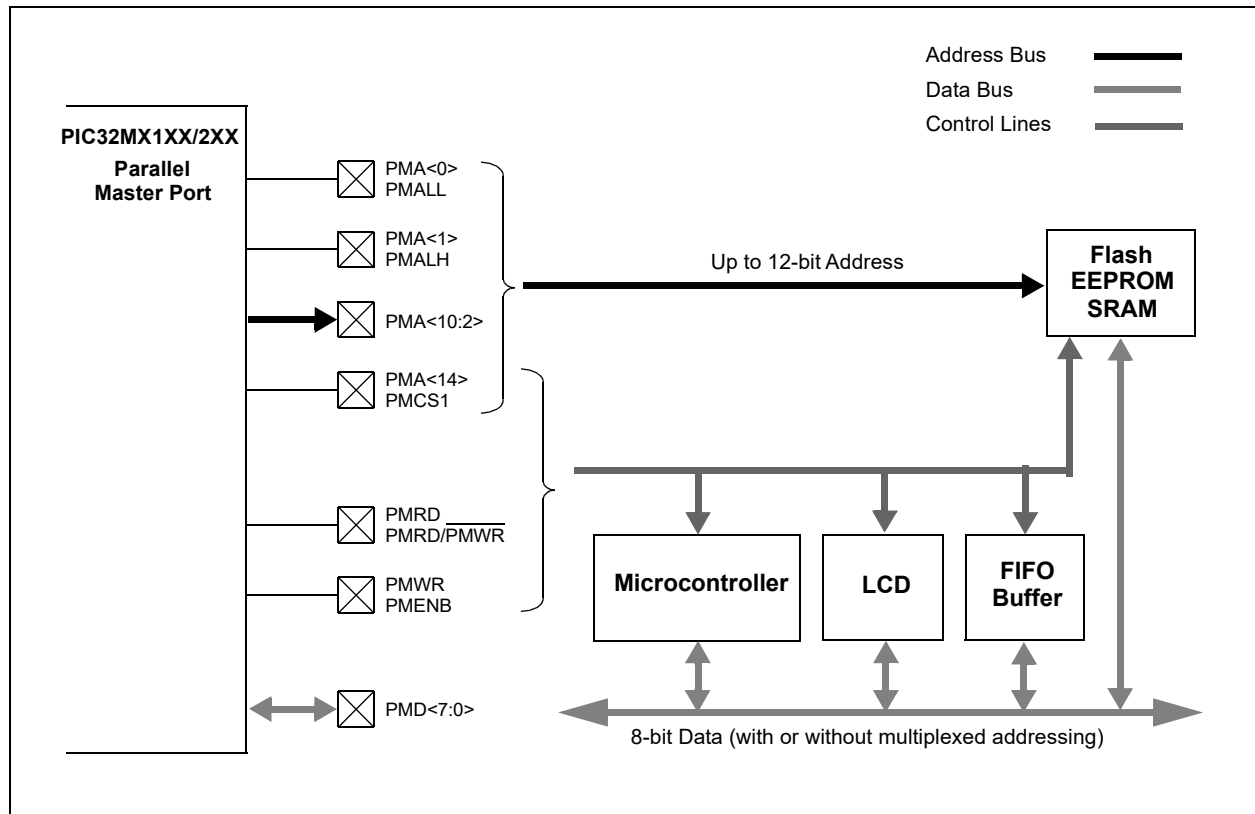 Address Bus
Data Bus
Control Lines
PIC32MX1XX/2XX
Parallel
Master Port
PMA<0>
PMALL
PMA<1>
PMALH
PMA<10:2>
PMA<14>
PMCS1
PMRD
PMRD/PMWR
PMWR
PMENB
PMD<7:0>
Up to 12-bit Address
Flash
EEPROM
SRAM
Microcontroller
LCD
FIFO
Buffer
8-bit Data (with or without multiplexed addressing)